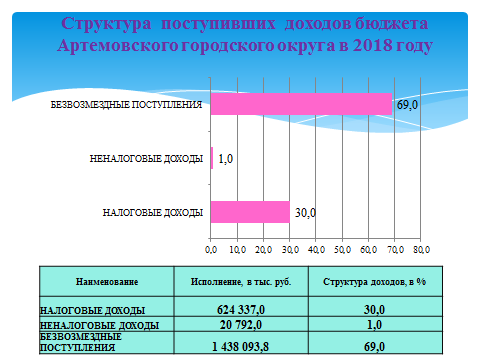 Структура поступивших доходов бюджета
Артемовского городского округа в 2018 году
БЕЗВОЗМЕЗДНЫЕ ПОСТУПЛЕНИЯ 69,0
НЕНАЛОГОВЫЕ ДОХОДЫ 1,0
НАЛОГОВЫЕ ДОХОДЫ 30,0
0,0 10,0 20,0 30,0 40,0 50,0 60,0 70,0 80,0
Наименование Исполнение, в тыс. руб. Структура доходов, в %
НАЛОГОВЫЕ ДОХОДЫ 624 337,0 30,0
НЕНАЛОГОВЫЕ ДОХОДЫ 20 792,0 1,0
БЕЗВОЗМЕЗДНЫЕ
ПОСТУПЛЕНИЯ 1 438 093,8 69,0